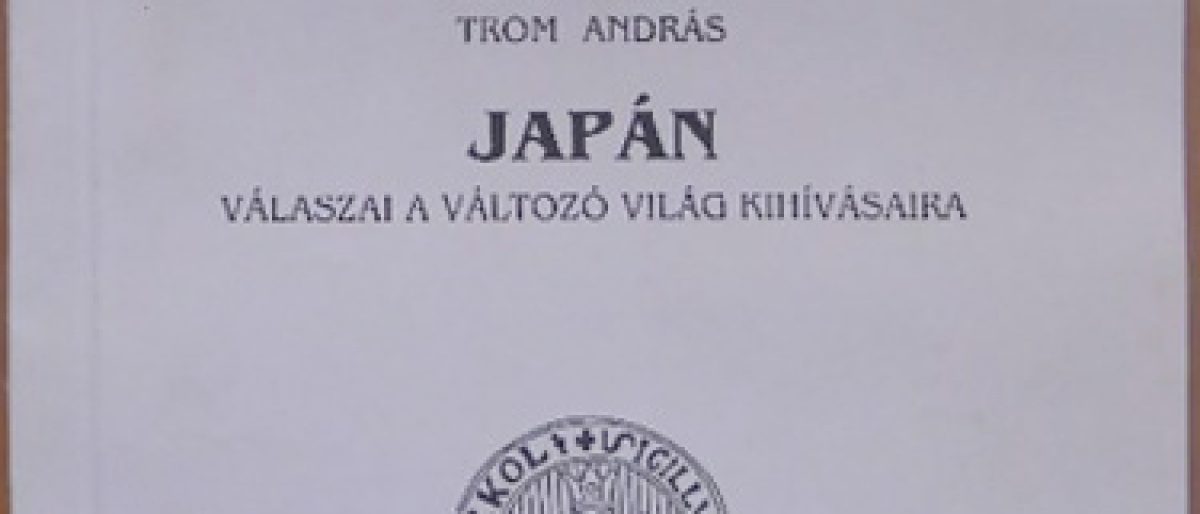 TROM ANDRÁS
JAPÁN
VÁLASZAI A VÁLTOZÓ VILÁG KIHÍVÁSAIRA